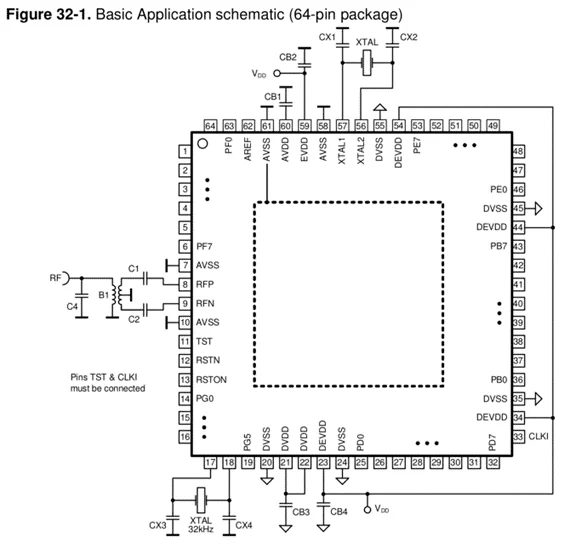 Figure 32-1. Basic Application schematic (64-pin package)
CX1 XTAL CX2
CB2
VDD
CB1
64 63 62 61 60 59 58 57 56 55 54 53 52 51 50 49
PF0 AREF AVSS AVDD EVDD AVSS XTAL1 XTAL2 DVSS DEVDD PE7
1 48
2 47
3 PE0 46
4 DVSS 45
5 DEVDD 44
6 PF7 PB7 43
7 AVSS 42
RF C1 8 RFP 41
C4 B1 C2 9 RFN 40
10 AVSS 39
11 TST 38
12 RSTN 37
Pins TST & CLKI
must be connected
13 RSTON PB0 36
14 PG0 DVSS 35
15 DEVDD 34
16 33 CLKI
PG5 DVSS DVDD DVDD DEVDD DVSS PD0 PD7
17 18 19 20 21 22 23 24 25 26 27 28 29 30 31 32
CX3 XTAL
32kHz CX4 CB3 CB4 VDD